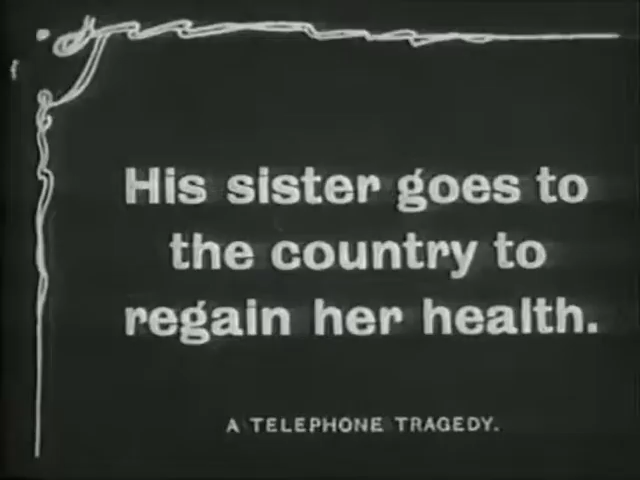 His sister goes to
the country to
regain her health.
A TELEPHONE TRAGEDY.